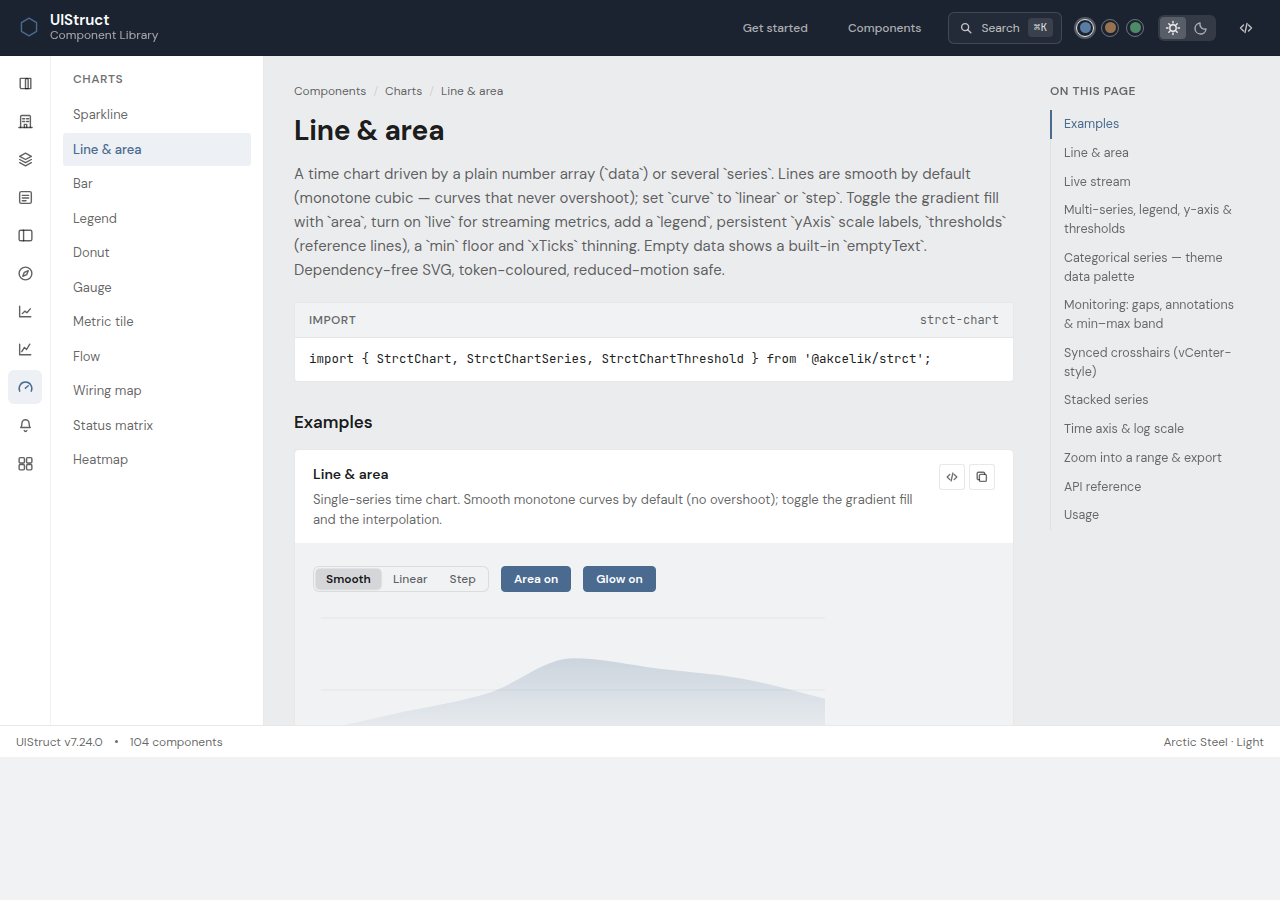 UIStruct
Component Library
Get started
Components
Search
⌘K
CHARTS
Sparkline
Line & area
Bar
Legend
Donut
Gauge
Metric tile
Flow
Wiring map
Status matrix
Heatmap
Components / Charts / Line & area
Line & area
A time chart driven by a plain number array (`data`) or several `series`. Lines are smooth by default
(monotone cubic — curves that never overshoot); set `curve` to `linear` or `step`. Toggle the gradient fill
with `area`, turn on `live` for streaming metrics, add a `legend`, persistent `yAxis` scale labels, `thresholds`
(reference lines), a `min` floor and `xTicks` thinning. Empty data shows a built-in `emptyText`.
Dependency-free SVG, token-coloured, reduced-motion safe.
IMPORT
strct-chart
import { StrctChart, StrctChartSeries, StrctChartThreshold } from '@akcelik/strct';
Examples
Line & area
Single-series time chart. Smooth monotone curves by default (no overshoot); toggle the gradient fill
and the interpolation.
Smooth
Linear
Step
Area on
Glow on
ON THIS PAGE
Examples
Line & area
Live stream
Multi-series, legend, y-axis &
thresholds
Categorical series — theme
data palette
Monitoring: gaps, annotations
& min–max band
Synced crosshairs (vCenter-
style)
Stacked series
Time axis & log scale
Zoom into a range & export
API reference
Usage
UIStruct v7.24.0 • 104 components
Arctic Steel · Light